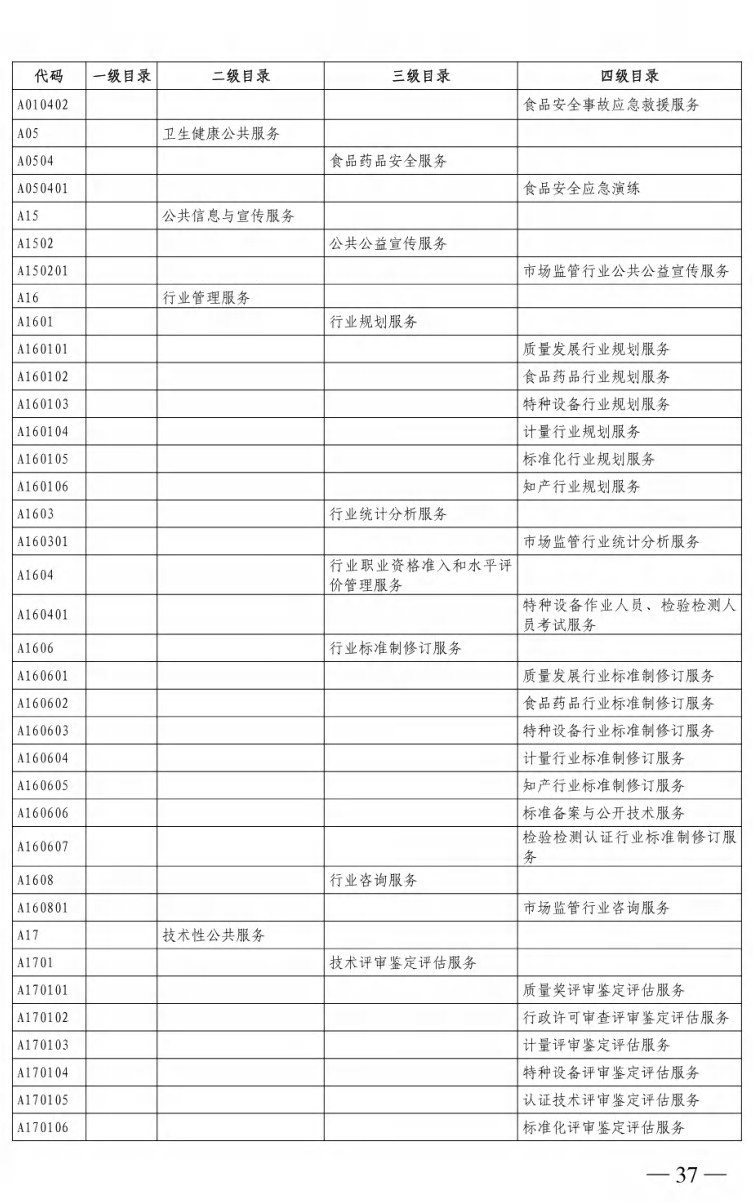 代码 一级目录 二级目录 三级目录 四级目录
A010402 食品安全事故应急救援服务
A05 卫生健康公共服务
A0504 食品药品安全服务
A050401 食品安全应急演练
A15 公共信息与宣传服务
A1502 公共公益宣传服务
A150201 市场监管行业公共公益宣传服务
A16 行业管理服务
A1601 行业规划服务
A160101 质量发展行业规划服务
A160102 食品药品行业规划服务
A160103 特种设备行业规划服务
A160104 计量行业规划服务
A160105 标准化行业规划服务
A160106 知产行业规划服务
A1603 行业统计分析服务
A160301 市场监管行业统计分析服务
A1604 行业职业资格准入和水平评
价管理服务
A160401 特种设备作业人员、检验检测人
员考试服务
A1606 行业标准制修订服务
A160601 质量发展行业标准制修订服务
A160602 食品药品行业标准制修订服务
A160603 特种设备行业标准制修订服务
A160604 计量行业标准制修订服务
A160605 知产行业标准制修订服务
A160606 标准备案与公开技术服务
A160607 检验检测认证行业标准制修订服
务
A1608 行业咨询服务
A160801 市场监管行业咨询服务
A17 技术性公共服务
A1701 技术评审鉴定评估服务
A170101 质量奖评审鉴定评估服务
A170102 行政许可审查评审鉴定评估服务
A170103 计量评审鉴定评估服务
A170104 特种设备评审鉴定评估服务
A170105 认证技术评审鉴定评估服务
A170106 标准化评审鉴定评估服务
— 37 —